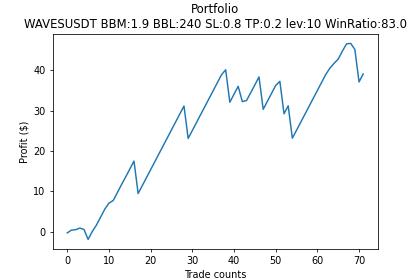 Portfolio
WAVESUSDT BBM:1.9 BBL:240 SL:0.8 TP:0.2 lev:10 WinRatio:83.0
40
30
20
10
0
Profit ($)
0 10 20 30 40 50 60 70
Trade counts